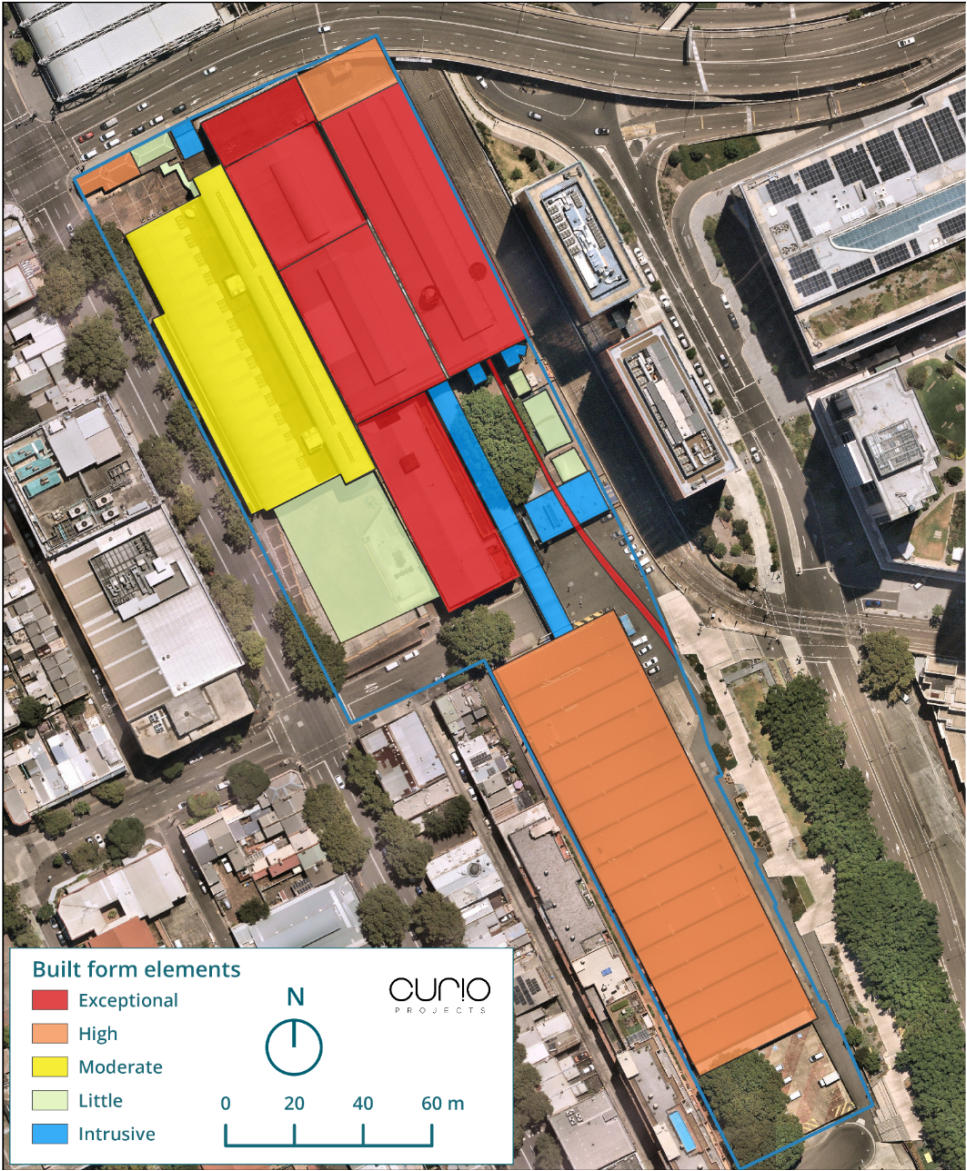 Built form elements
Exceptional
High
Moderate
Little
Intrusive
N
0 20 40 60 m
CURIO
PROJECTS